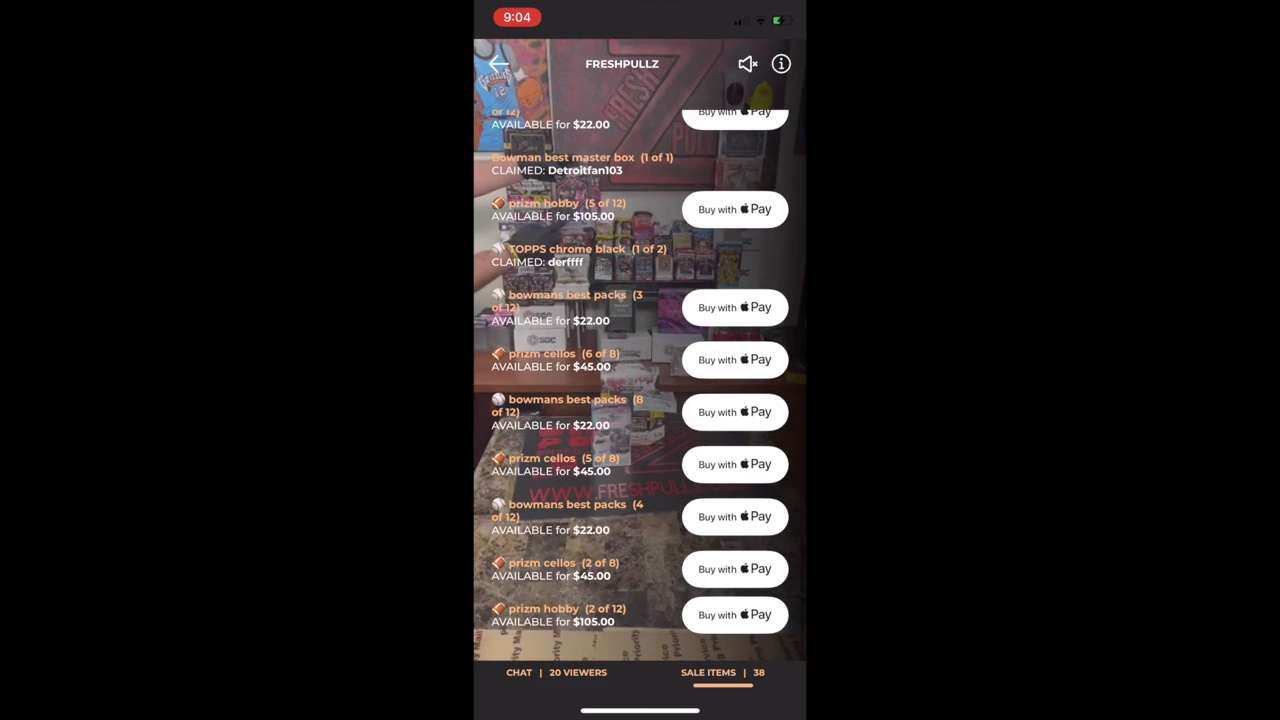 9:04
FRESHPULLZ
of 12)
AVAILABLE for $22.00
Buy with Pay
Bowman best master box (1 of 1)
CLAIMED: Detroitfan103
prizm hobby (5 of 12)
AVAILABLE for $105.00
Buy with Pay
TOPPS chrome black (1 of 2)
CLAIMED: derffff
bowmans best packs (3
of 12)
AVAILABLE for $22.00
Buy with Pay
prizm cellos (6 of 8)
AVAILABLE for $45.00
Buy with Pay
bowmans best packs (8
of 12)
AVAILABLE for $22.00
Buy with Pay
prizm cellos (5 of 8)
AVAILABLE for $45.00
Buy with Pay
WWW.FRESHPULLZ
bowmans best packs (4
of 12)
AVAILABLE for $22.00
Buy with Pay
prizm cellos (2 of 8)
AVAILABLE for $45.00
Buy with Pay
prizm hobby (2 of 12)
AVAILABLE for $105.00
Buy with Pay
CHAT | 20 VIEWERS
SALE ITEMS | 38